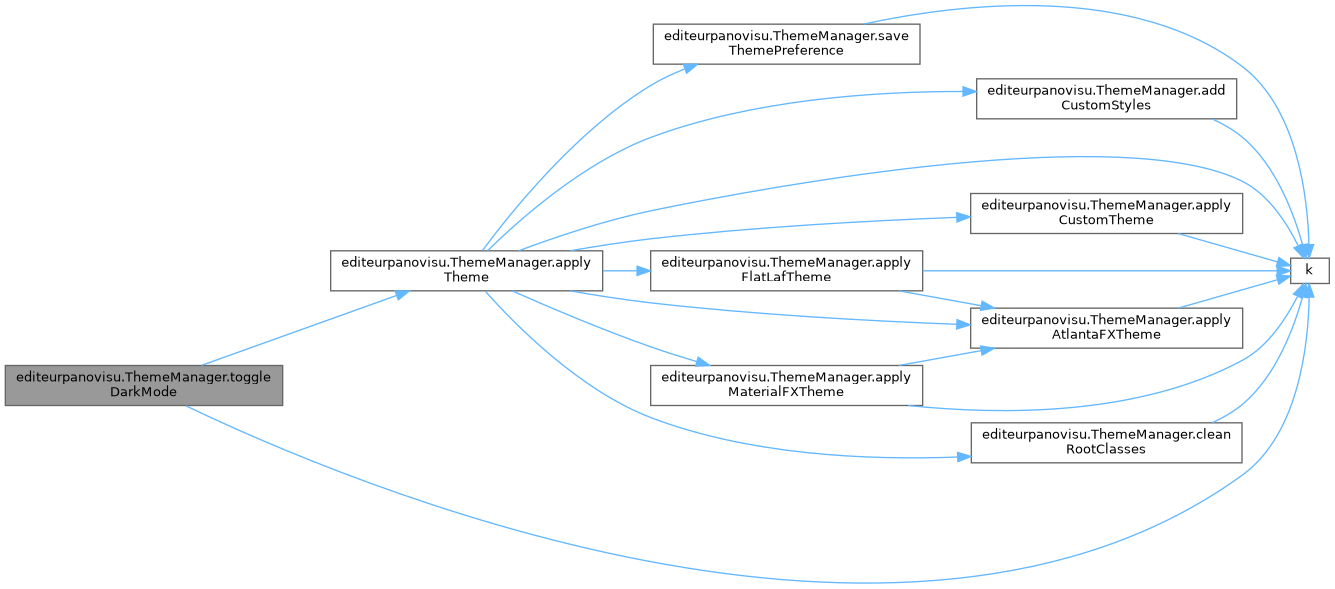 editeurpanovisu.ThemeManager.toggle
DarkMode
editeurpanovisu.ThemeManager.apply
Theme
editeurpanovisu.ThemeManager.save
ThemePreference
editeurpanovisu.ThemeManager.add
CustomStyles
editeurpanovisu.ThemeManager.apply
CustomTheme
editeurpanovisu.ThemeManager.apply
FlatLafTheme
editeurpanovisu.ThemeManager.apply
AtlantaFXTheme
editeurpanovisu.ThemeManager.apply
MaterialFXTheme
editeurpanovisu.ThemeManager.clean
RootClasses
k